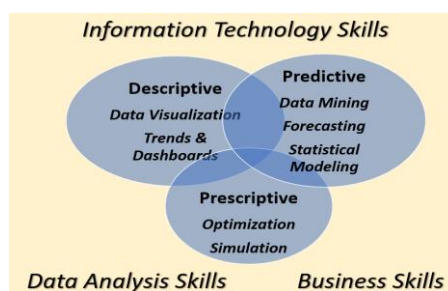 Information Technology Skills
Descriptive
Data Visualization
Trends &
Dashboards
Predictive
Data Mining
Forecasting
Statistical
Modeling
Prescriptive
Optimization
Simulation
Data Analysis Skills
Business Skills